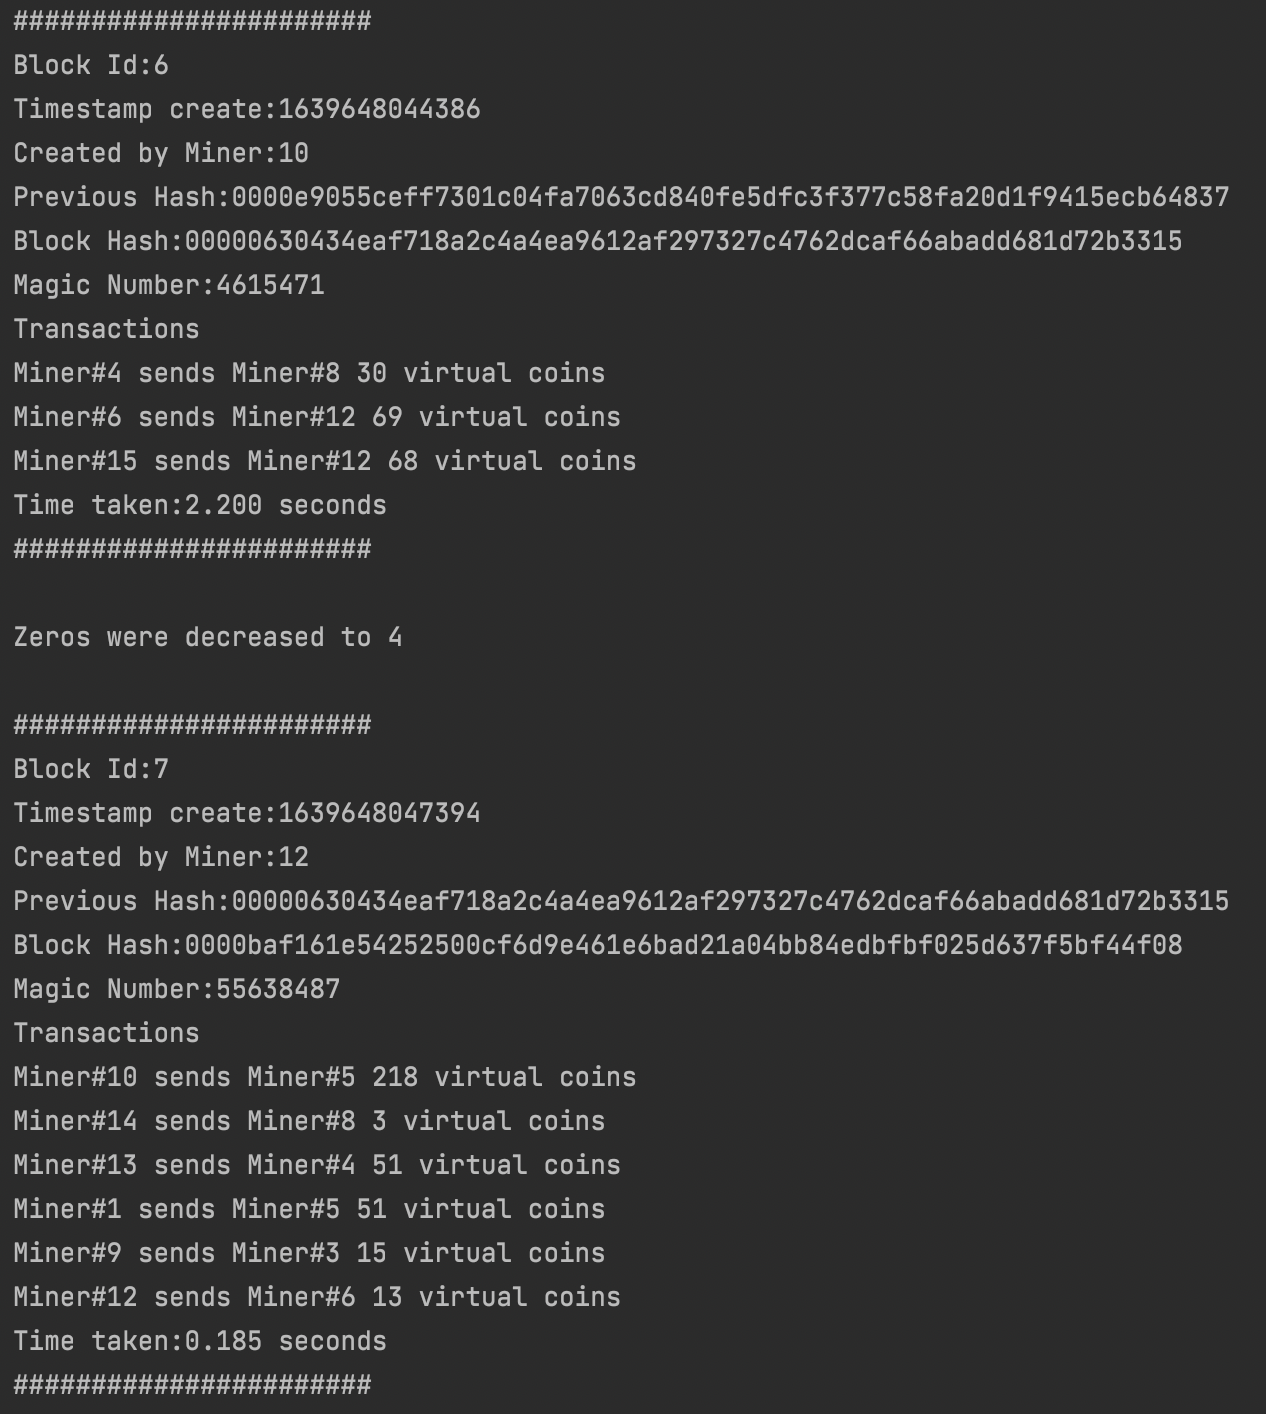 #######################
Block Id:6
Timestamp create:1639648044386
Created by Miner:10
Previous Hash:0000e9055ceff7301c04fa7063cd840fe5dfc3f377c58fa20d1f9415ecb64837
Block Hash:00000630434eaf718a2c4a4ea9612af297327c4762dcaf66abadd681d72b3315
Magic Number:4615471
Transactions
Miner#4 sends Miner#8 30 virtual coins
Miner#6 sends Miner#12 69 virtual coins
Miner#15 sends Miner#12 68 virtual coins
Time taken:2.200 seconds
#######################
Zeros were decreased to 4
#######################
Block Id:7
Timestamp create:1639648047394
Created by Miner:12
Previous Hash:00000630434eaf718a2c4a4ea9612af297327c4762dcaf66abadd681d72b3315
Block Hash:0000baf161e54252500cf6d9e461e6bad21a04bb84edbfbf025d637f5bf44f08
Magic Number:55638487
Transactions
Miner#10 sends Miner#5 218 virtual coins
Miner#14 sends Miner#8 3 virtual coins
Miner#13 sends Miner#4 51 virtual coins
Miner#1 sends Miner#5 51 virtual coins
Miner#9 sends Miner#3 15 virtual coins
Miner#12 sends Miner#6 13 virtual coins
Time taken:0.185 seconds
#######################